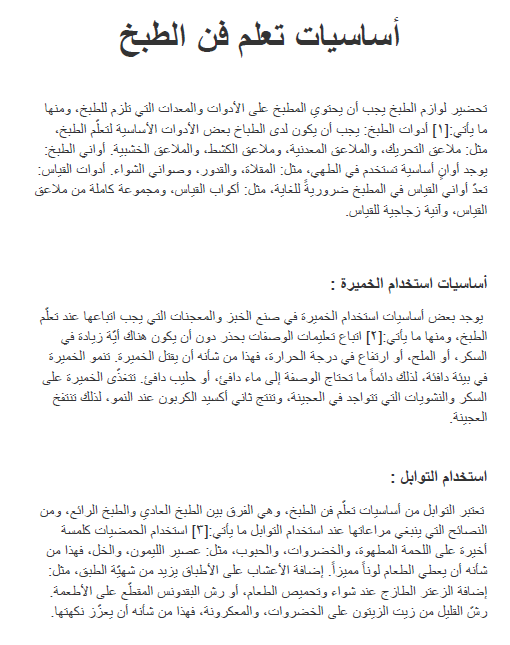 أساسيات تعلم فن الطبخ
تحضير لوازم الطبخ يجب أن يحتوي المطبخ على الأدوات والمعدات التي تلزم للطبخ، ومنها
ما يأتي:[١] أدوات الطبخ: يجب أن يكون لدى الطباخ بعض الأدوات الأساسية لتعلّم الطبخ،
مثل: ملاعق التحريك، والملاعق المعدنية، وملاعق الكشط، والملاعق الخشبية. أواني الطبخ:
يوجد أوانٍ أساسية تستخدم في الطهي، مثل: المقلاة، والقدور، وصواني الشواء. أدوات القياس:
تعدّ أواني القياس في المطبخ ضروريةً للغاية، مثل: أكواب القياس، ومجموعة كاملة من ملاعق
القياس، وآنية زجاجية للقياس.
أساسيات استخدام الخميرة :
يوجد بعض أساسيات استخدام الخميرة في صنع الخبز والمعجنات التي يجب اتباعها عند تعلّم
الطبخ، ومنها ما يأتي:[٢] اتباع تعليمات الوصفات بحذر دون أن يكون هناك أيّة زيادة في
السكر، أو الملح، أو ارتفاع في درجة الحرارة، فهذا من شأنه أن يقتل الخميرة. تنمو الخميرة
في بيئة دافئة، لذلك دائماً ما تحتاج الوصفة إلى ماء دافئ، أو حليب دافئ. تتغذّى الخميرة على
السكر والنشويات التي تتواجد في العجينة، وتنتج ثاني أكسيد الكربون عند النمو، لذلك تنتفخ
العجينة.
استخدام التوابل :
تعتبر التوابل من أساسيات تعلّم فن الطبخ، وهي الفرق بين الطبخ العادي والطبخ الرائع، ومن
النصائح التي ينبغي مراعاتها عند استخدام التوابل ما يأتي:[٣] استخدام الحمضيات كلمسة
أخيرة على اللحمة المطهوة، والخضروات، والحبوب، مثل: عصير الليمون، والخل، فهذا من
شأنه أن يعطي الطعام لوناً مميزاً. إضافة الأعشاب على الأطباق يزيد من شهيّة الطبق، مثل:
إضافة الزعتر الطازج عند شواء وتحميص الطعام، أو رش البقدونس المقطّع على الأطعمة.
رشّ القليل من زيت الزيتون على الخضروات، والمعكرونة، فهذا من شأنه أن يعزّز نكهتها.